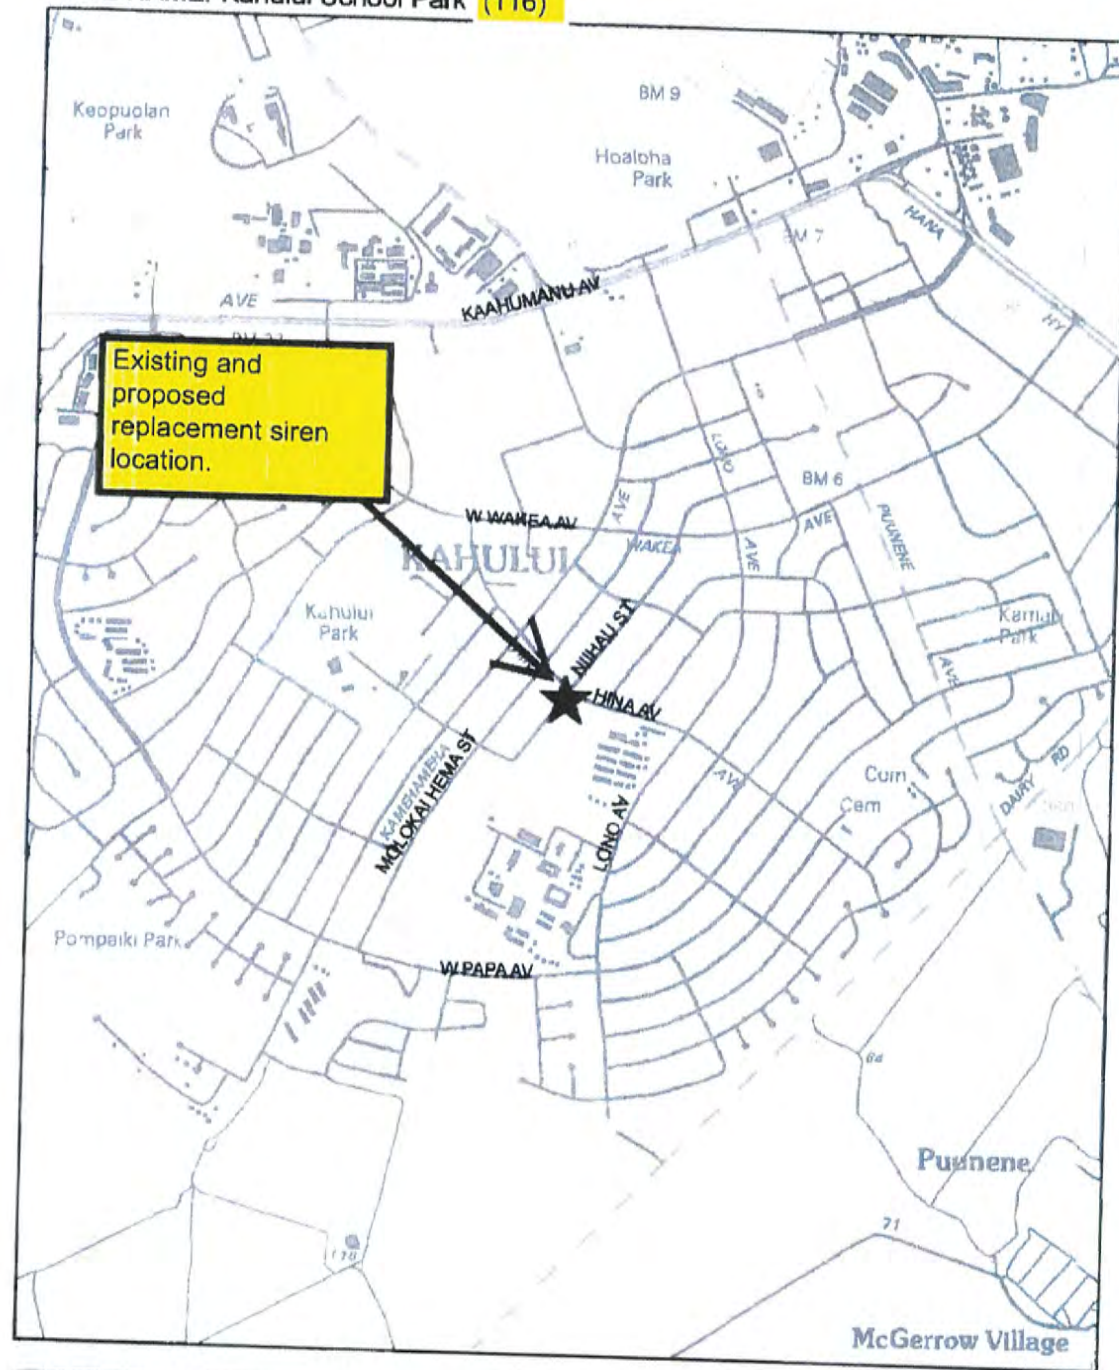 Kahului School Park (116)
Keopuolan
Park
BM 9
Hoaloha
Park
HANA
BM 7
AVE
KAAHUMANU AV
HY
Existing and
proposed
replacement siren
location.
LONO
BM 6
AVE
W WAKEA AV
AVE
PUUNENE
WAKEA
KAHULUI
AVE
Kahului
Park
NIIHAU ST
Park
AVE
HINA AV
KAMEHAMEHA
MOLOKAI HEMA ST
AVE
DAIRY RD
Cem
LONO AV
Pompaiki Park
W PAPA AV
64
Puunene
71
McGerrow Village